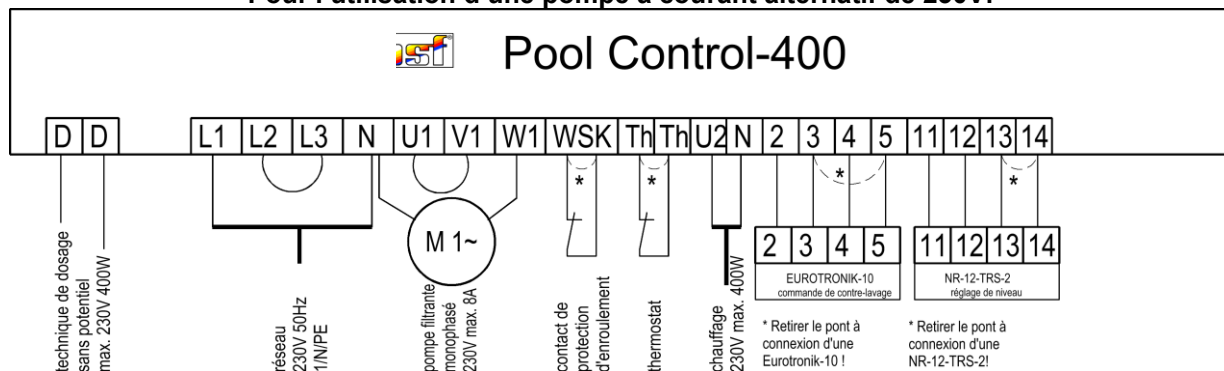 Pour l'utilisation d'une pompe à courant alternatif de 230V:
osf® Pool Control-400
D D L1 L2 L3 N U1 V1 W1 WSK Th Th U2 N 2 3 4 5 11 12 13 14
* * * *
M 1~
2 3 4 5
11 12 13 14
EUROTRONIK-10
commande de contre-lavage
NR-12-TRS-2
réglage de niveau
technique de dosage
sans potentiel
max. 230V 400W
réseau
230V 50Hz
1/N/PE
pompe filtrante
monophasé
230V max. 8A
contact de
protection
d'enroulement
thermostat
chauffage
230V max. 400W
* Retirer le pont à
connexion d'une
Eurotronik-10 !
* Retirer le pont à
connexion d'une
NR-12-TRS-2!